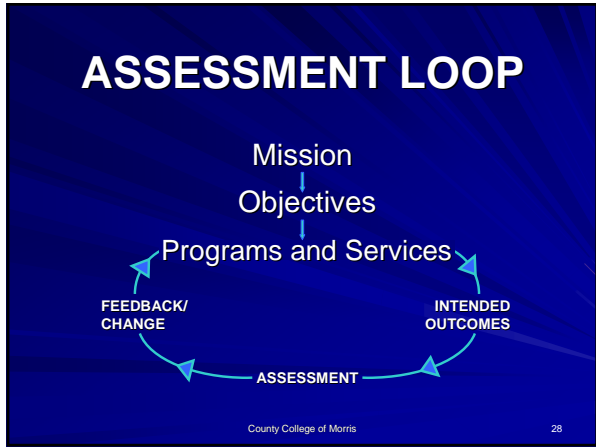 ASSESSMENT LOOP
Mission
Objectives
Programs and Services
FEEDBACK/
CHANGE
INTENDED
OUTCOMES
ASSESSMENT
County College of Morris
28